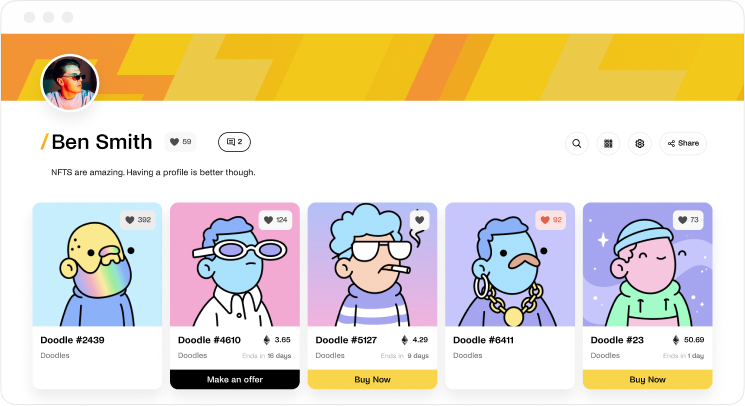 /Ben Smith 59 2
Share
NFTS are amazing. Having a profile is better though.
392
124
92
73
Doodle #2439
Doodles
Doodle #4610 3.65
Doodles Ends in 16 days
Make an offer
Doodle #5127 4.29
Doodles Ends in 9 days
Buy Now
Doodle #6411
Doodles
Doodle #23 50.69
Doodles Ends in 1 day
Buy Now